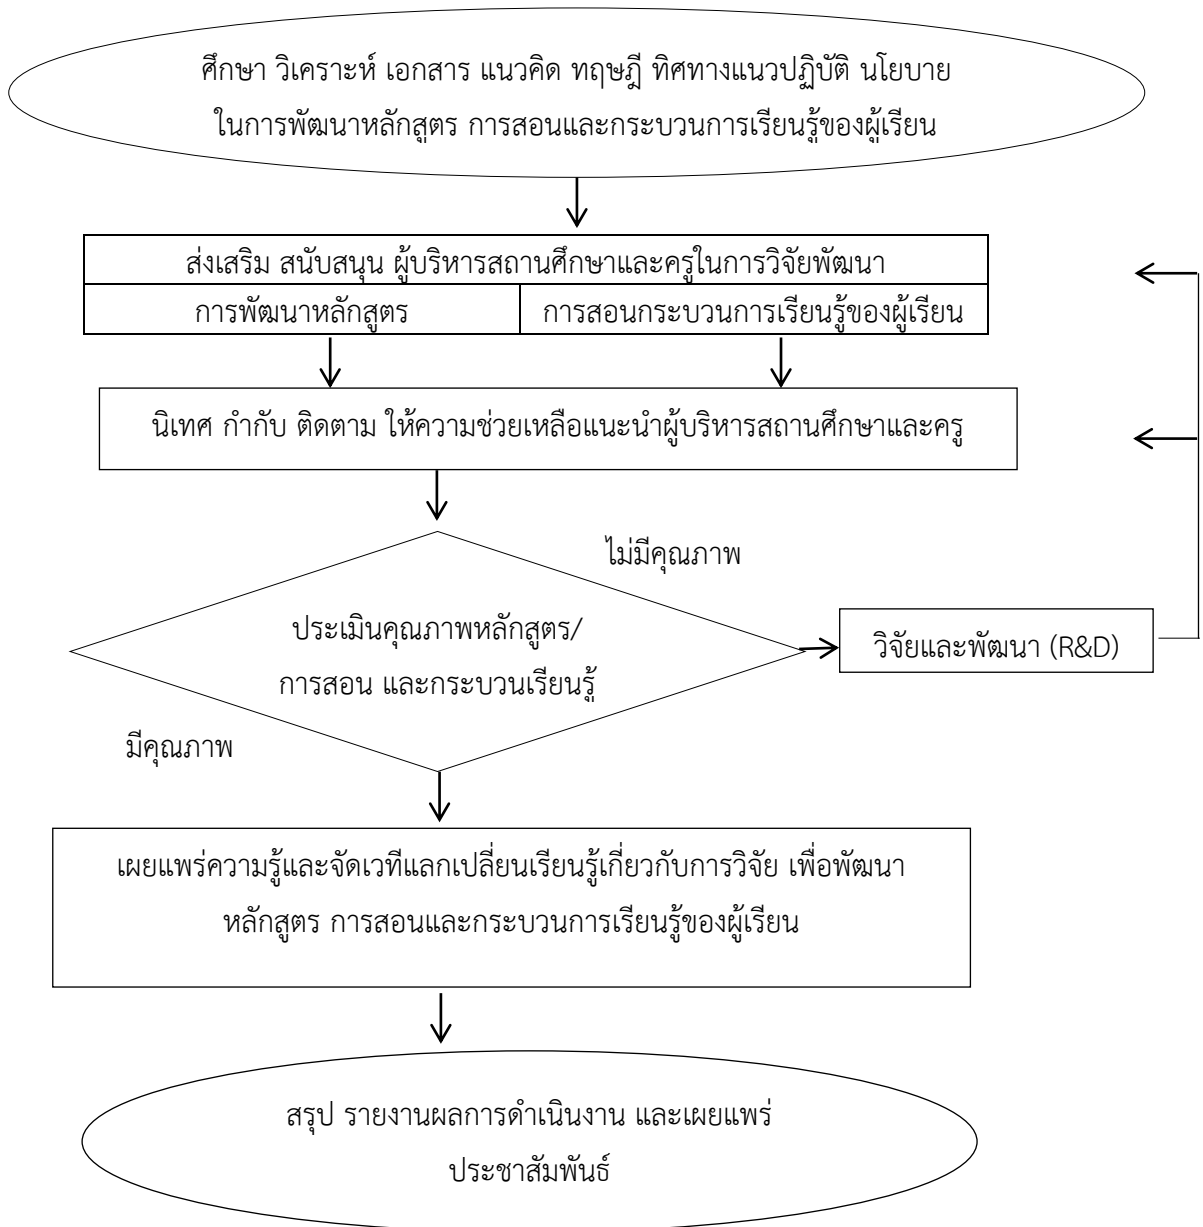 ศึกษา วิเคราะห์ เอกสาร แนวคิด ทฤษฎี ทิศทางแนวปฏิบัติ นโยบาย
ในการพัฒนาหลักสูตร การสอนและกระบวนการเรียนรู้ของผู้เรียน
ส่งเสริม สนับสนุน ผู้บริหารสถานศึกษาและครูในการวิจัยพัฒนา
การพัฒนาหลักสูตร
การสอนกระบวนการเรียนรู้ของผู้เรียน
นิเทศ กำกับ ติดตาม ให้ความช่วยเหลือแนะนำผู้บริหารสถานศึกษาและครู
ไม่มีคุณภาพ
ประเมินคุณภาพหลักสูตร/
การสอน และกระบวนเรียนรู้
วิจัยและพัฒนา (R&D)
มีคุณภาพ
เผยแพร่ความรู้และจัดเวทีแลกเปลี่ยนเรียนรู้เกี่ยวกับการวิจัย เพื่อพัฒนา
หลักสูตร การสอนและกระบวนการเรียนรู้ของผู้เรียน
สรุป รายงานผลการดำเนินงาน และเผยแพร่
ประชาสัมพันธ์